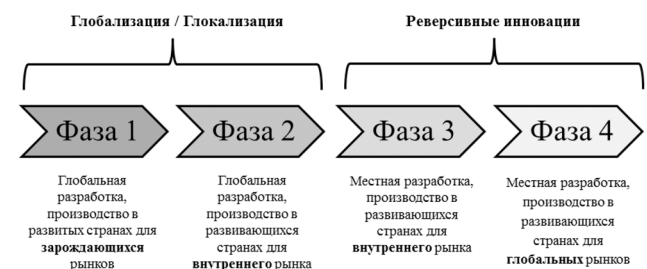 Глобализация / Глокализация
Реверсивные инновации
Фаза 1
Фаза 2
Фаза 3
Фаза 4
Глобальная
разработка,
производство в
развитых странах для
зарождающихся
рынков
Глобальная
разработка,
производство в
развивающихся
странах для
внутреннего рынка
Местная разработка,
производство в
развивающихся
странах для
внутреннего рынка
Местная разработка,
производство в
развивающихся
странах для
глобальных рынков